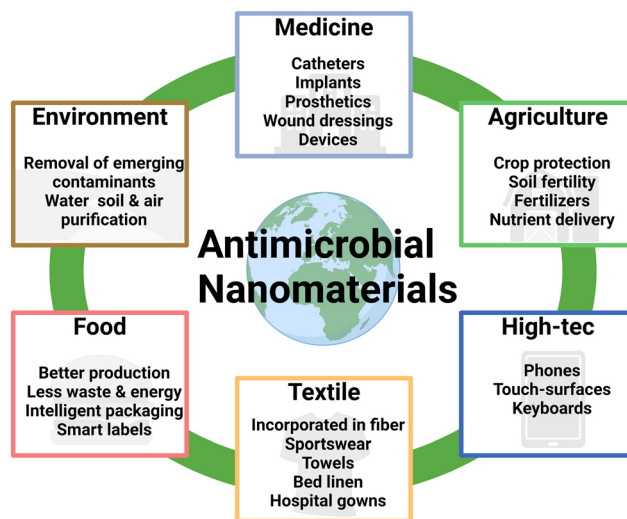 Medicine
Catheters
Implants
Prosthetics
Wound dressings
Devices
Environment
Removal of emerging
contaminants
Water soil & air
purification
Agriculture
Crop protection
Soil fertility
Fertilizers
Nutrient delivery
Antimicrobial
Nanomaterials
Food
Better production
Less waste & energy
Intelligent packaging
Smart labels
High-tec
Phones
Touch-surfaces
Keyboards
Textile
Incorporated in fiber
Sportswear
Towels
Bed linen
Hospital gowns